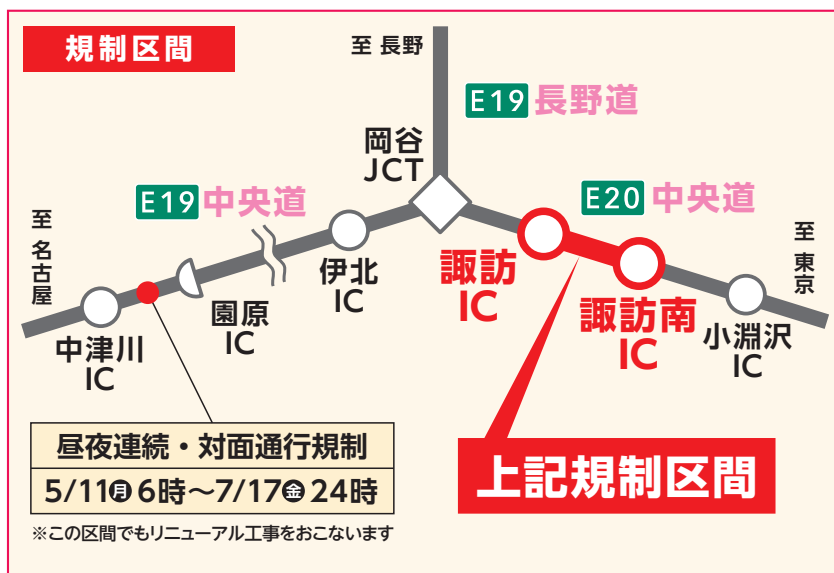 規制区間
至 長野
E19 長野道
岡谷
JCT
E19 中央道
E20 中央道
至 名古屋
至 東京
伊北
IC
諏訪
IC
園原
IC
諏訪南
IC
小淵沢
IC
中津川
IC
昼夜連続・対面通行規制
5/11月6時〜7/17金24時
上記規制区間
※この区間でもリニューアル工事をおこないます